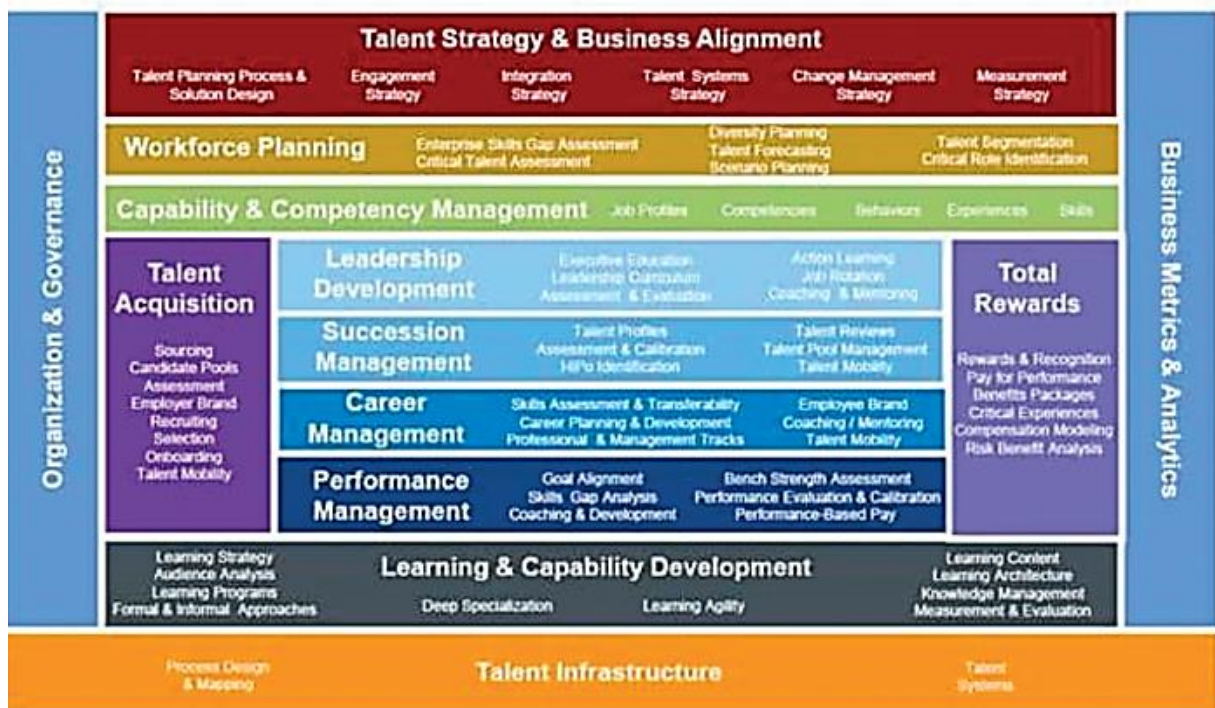 Organization & Governance
Talent Strategy & Business Alignment
Talent Planning Process &
Solution Design
Engagement
Strategy
Integration
Strategy
Talent Systems
Strategy
Change Management
Strategy
Measurement
Strategy
Workforce Planning
Enterprise Skills Gap Assessment
Critical Talent Assessment
Diversity Planning
Talent Forecasting
Scenario Planning
Talent Segmentation
Critical Role Identification
Capability & Competency Management
Job Profiles
Competencies
Behaviors
Experiences
Skills
Talent
Acquisition
Sourcing
Candidate Pools
Assessment
Employer Brand
Recruiting
Selection
Onboarding
Talent Mobility
Leadership
Development
Executive Education
Leadership Curriculum
Assessment & Evaluation
Action Learning
Job Rotation
Coaching & Mentoring
Succession
Management
Talent Profiles
Assessment & Calibration
HiPo Identification
Talent Reviews
Talent Pool Management
Talent Mobility
Career
Management
Skills Assessment & Transferability
Career Planning & Development
Professional & Management Tracks
Employee Brand
Coaching / Mentoring
Talent Mobility
Performance
Management
Goal Alignment
Skills Gap Analysis
Coaching & Development
Bench Strength Assessment
Performance Evaluation & Calibration
Performance-Based Pay
Total
Rewards
Rewards & Recognition
Pay for Performance
Benefits Packages
Critical Experiences
Compensation Modeling
Risk Benefit Analysis
Learning Strategy
Audience Analysis
Learning Programs
Formal & Informal Approaches
Learning & Capability Development
Deep Specialization
Learning Agility
Learning Content
Learning Architecture
Knowledge Management
Measurement & Evaluation
Business Metrics & Analytics
Process Design
& Mapping
Talent Infrastructure
Talent
Systems